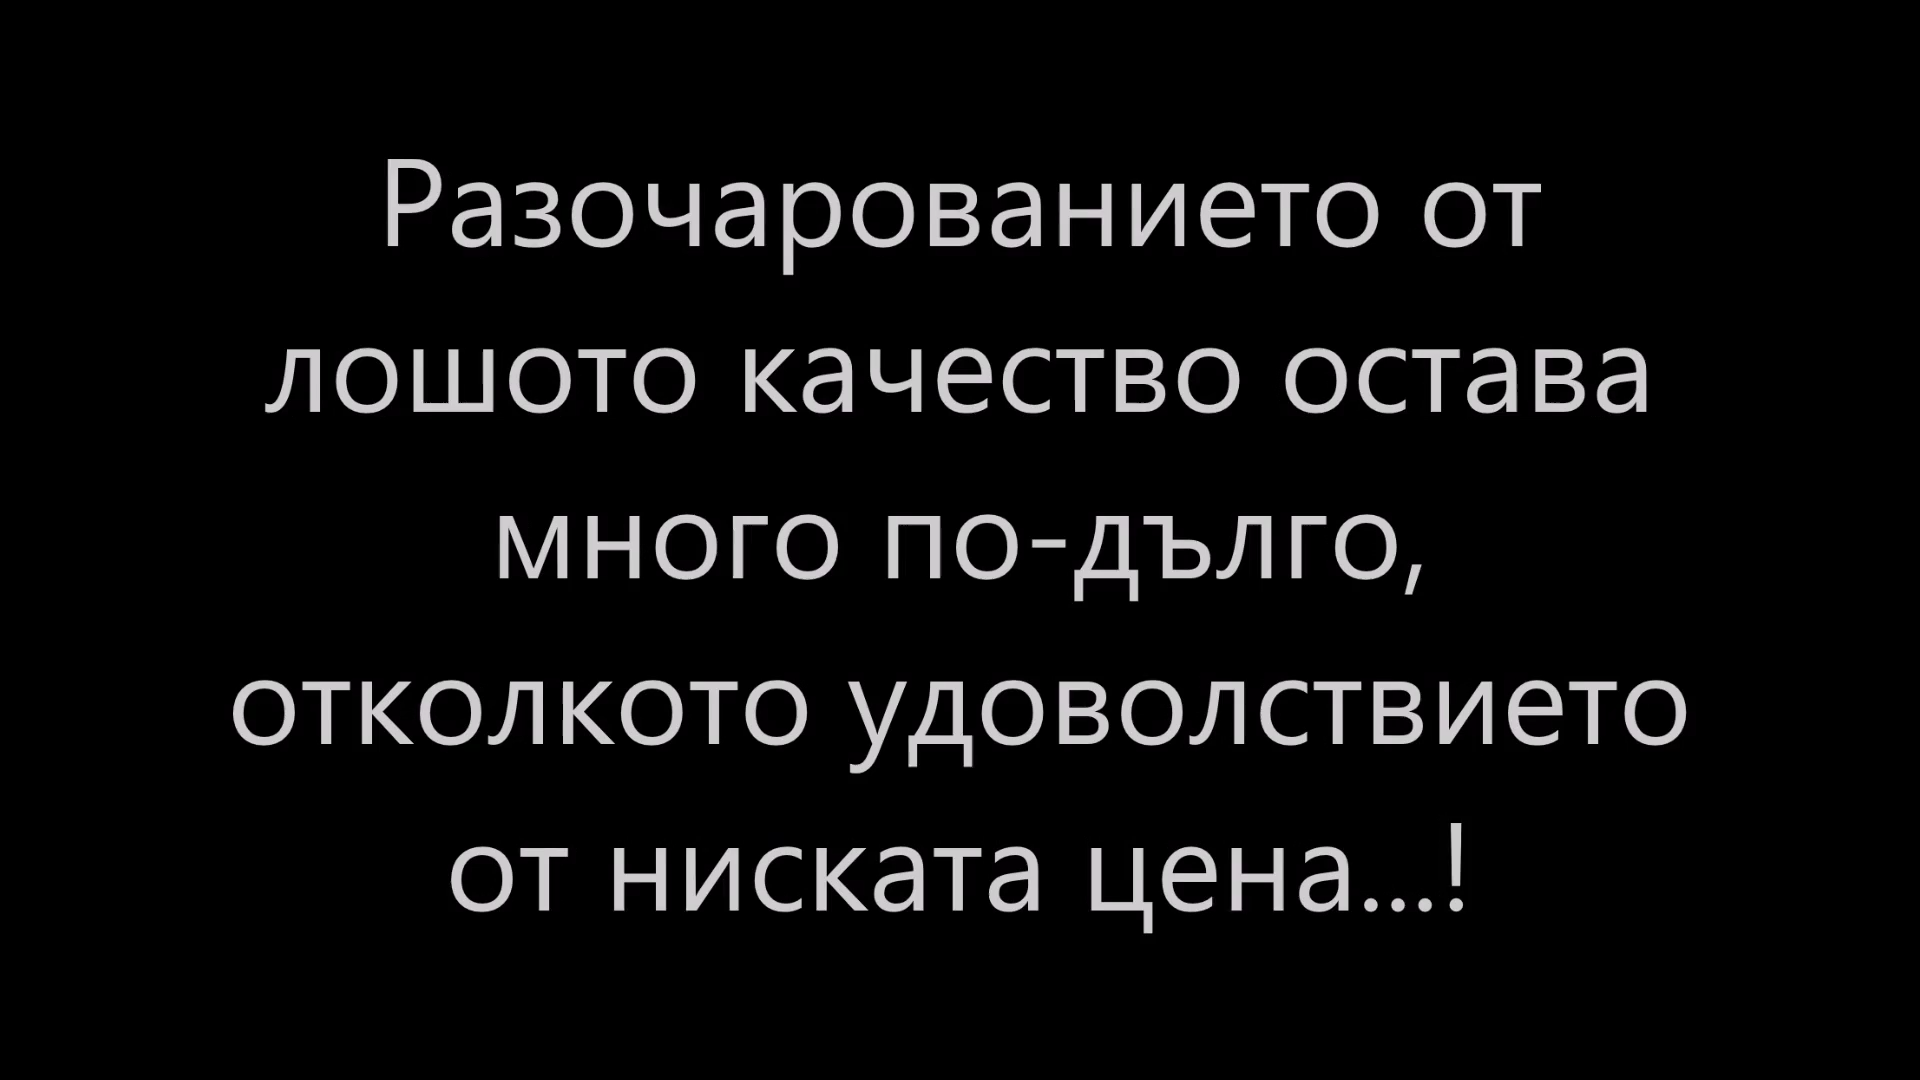 Разочарованието от
лошото качество остава
много по-дълго,
отколкото удоволствието
от ниската цена...!